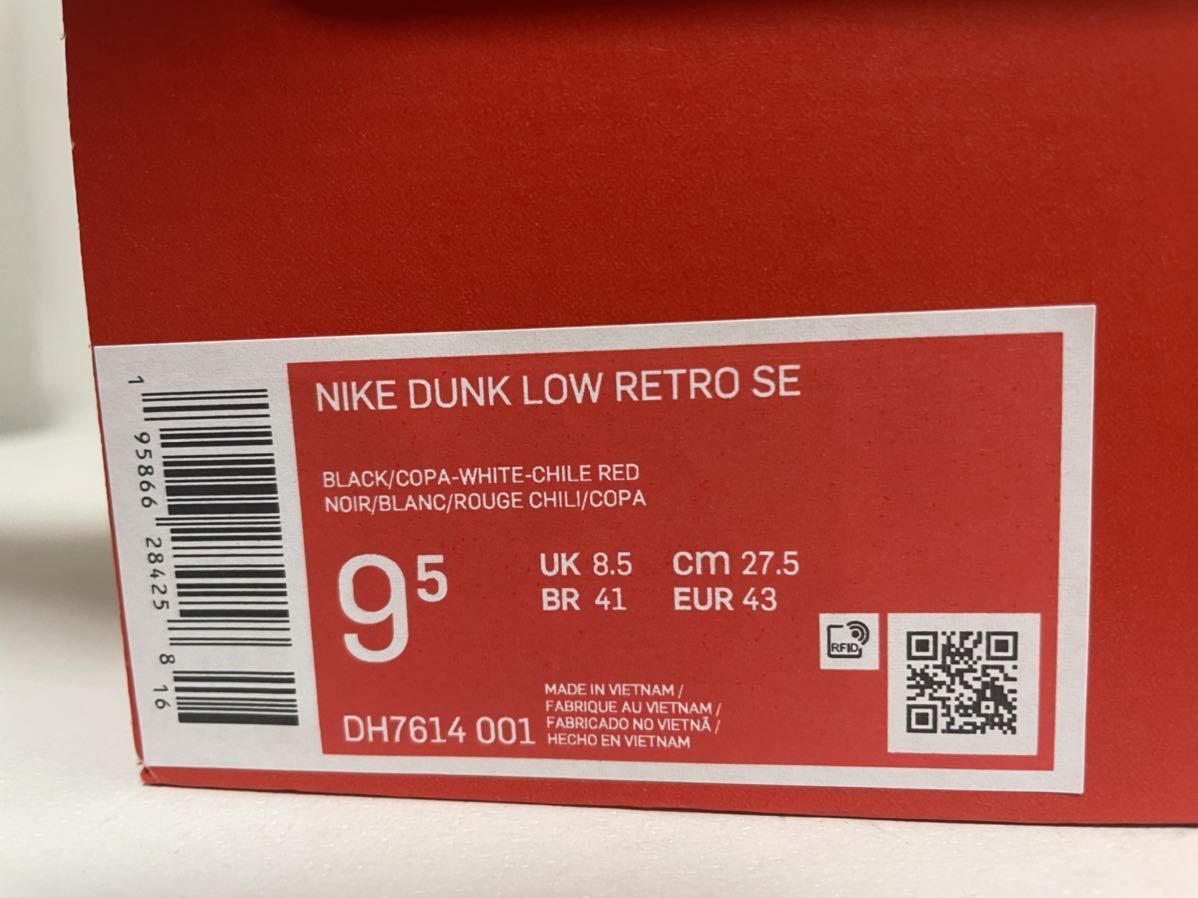 NIKE DUNK LOW RETRO SE
BLACK/COPA-WHITE-CHILE RED
NOIR/BLANC/ROUGE CHILI/COPA
9⁵
UK 8.5 cm 27.5
BR 41 EUR 43
RFID
DH7614 001
MADE IN VIETNAM /
FABRIQUE AU VIETNAM /
FABRICADO NO VIETNÃ /
HECHO EN VIETNAM
1 95866 28425 8 16